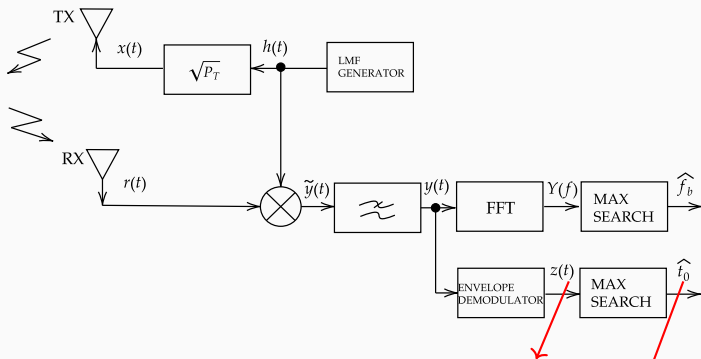 TX
x(t)
√P_T
h(t)
LMF
GENERATOR
RX
r(t)
ỹ(t)
y(t)
FFT
Y(f)
MAX
SEARCH
f̂_b
ENVELOPE
DEMODULATOR
z(t)
MAX
SEARCH
t̂_0